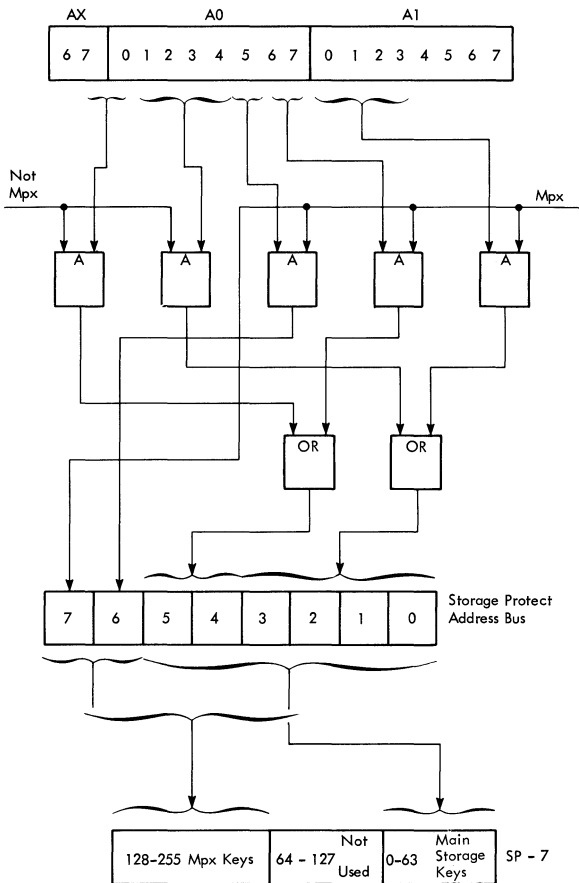 AX A0 A1
6 7 0 1 2 3 4 5 6 7 0 1 2 3 4 5 6 7
Not
Mpx
Mpx
A A A A A
OR OR
7 6 5 4 3 2 1 0
Storage Protect
Address Bus
128-255 Mpx Keys
64 - 127
Not
Used
0-63
Main
Storage
Keys
SP - 7